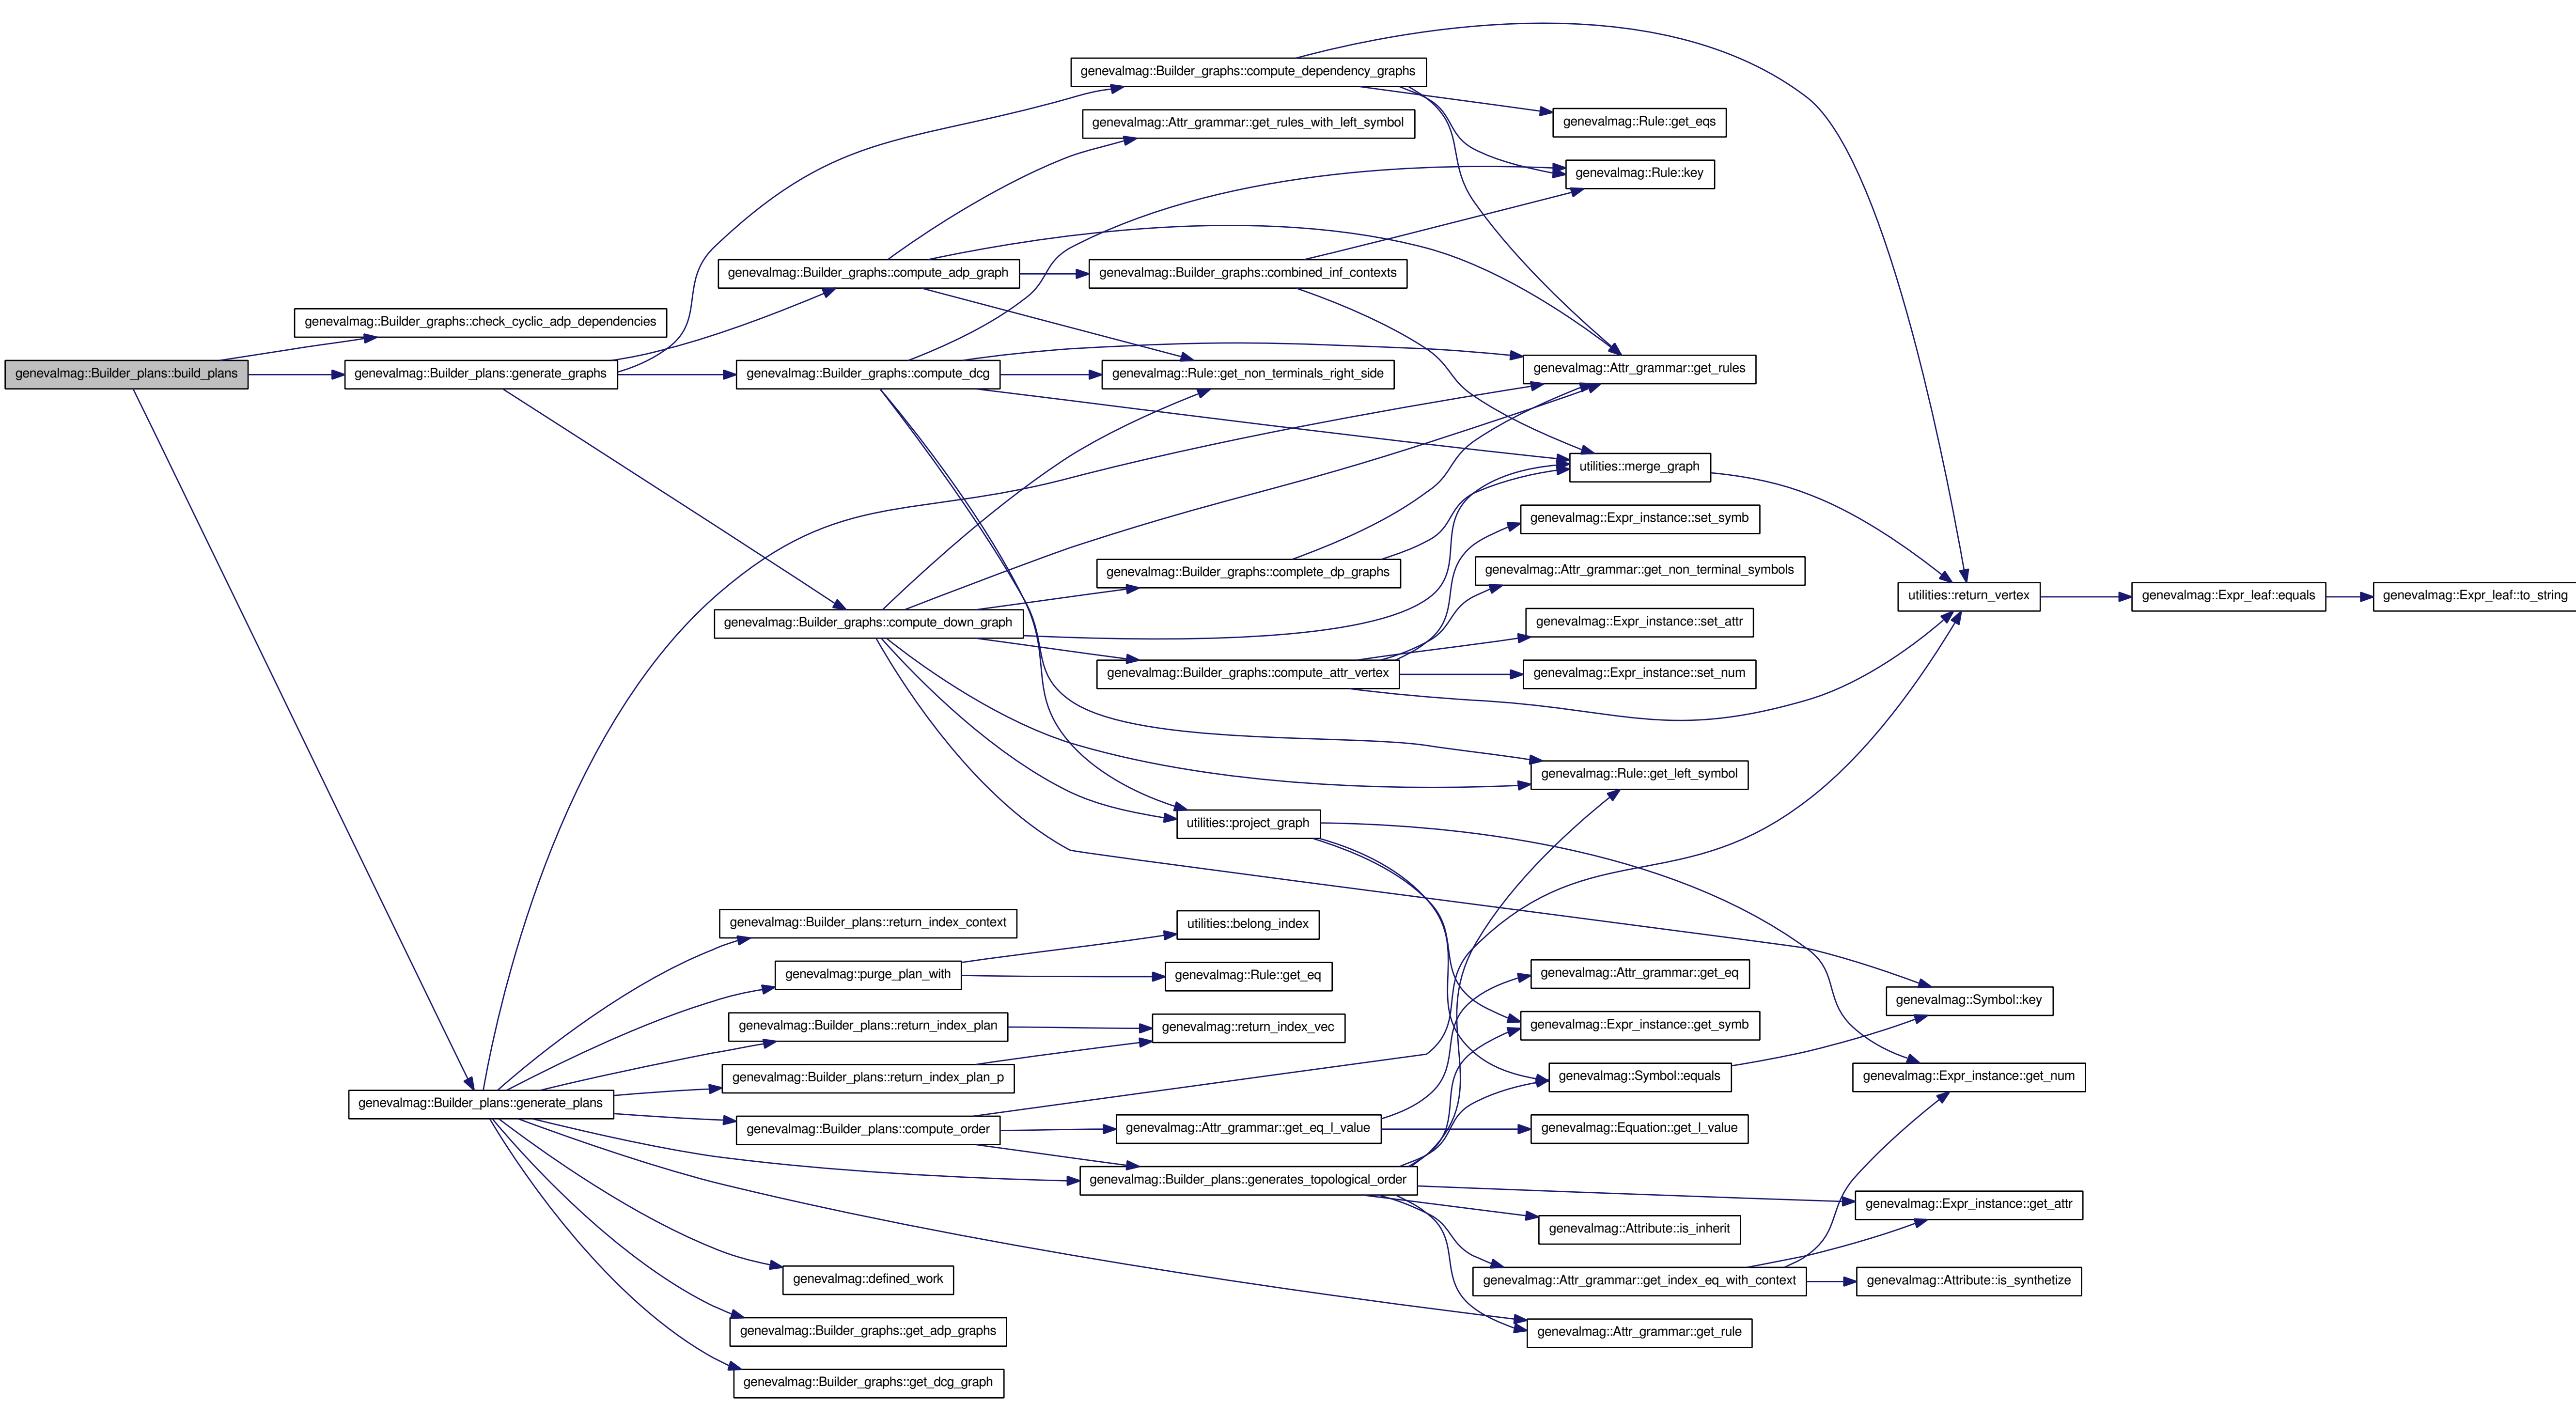 genevalmag::Builder_plans::build_plans
genevalmag::Builder_graphs::check_cyclic_adp_dependencies
genevalmag::Builder_plans::generate_graphs
genevalmag::Builder_plans::generate_plans
genevalmag::Builder_graphs::compute_adp_graph
genevalmag::Builder_graphs::compute_dcg
genevalmag::Builder_graphs::compute_down_graph
genevalmag::Builder_plans::return_index_context
genevalmag::purge_plan_with
genevalmag::Builder_plans::return_index_plan
genevalmag::Builder_plans::return_index_plan_p
genevalmag::Builder_plans::compute_order
genevalmag::defined_work
genevalmag::Builder_graphs::get_adp_graphs
genevalmag::Builder_graphs::get_dcg_graph
genevalmag::Builder_graphs::compute_dependency_graphs
genevalmag::Attr_grammar::get_rules_with_left_symbol
genevalmag::Builder_graphs::combined_inf_contexts
genevalmag::Rule::get_non_terminals_right_side
genevalmag::Builder_graphs::complete_dp_graphs
genevalmag::Builder_graphs::compute_attr_vertex
utilities::project_graph
utilities::belong_index
genevalmag::Rule::get_eq
genevalmag::return_index_vec
genevalmag::Attr_grammar::get_eq_l_value
genevalmag::Builder_plans::generates_topological_order
genevalmag::Rule::get_eqs
genevalmag::Rule::key
genevalmag::Attr_grammar::get_rules
utilities::merge_graph
genevalmag::Expr_instance::set_symb
genevalmag::Attr_grammar::get_non_terminal_symbols
genevalmag::Expr_instance::set_attr
genevalmag::Expr_instance::set_num
genevalmag::Rule::get_left_symbol
genevalmag::Attr_grammar::get_eq
genevalmag::Expr_instance::get_symb
genevalmag::Symbol::equals
genevalmag::Equation::get_l_value
genevalmag::Attribute::is_inherit
genevalmag::Attr_grammar::get_index_eq_with_context
genevalmag::Attr_grammar::get_rule
utilities::return_vertex
genevalmag::Symbol::key
genevalmag::Expr_instance::get_num
genevalmag::Expr_instance::get_attr
genevalmag::Attribute::is_synthetize
genevalmag::Expr_leaf::equals
genevalmag::Expr_leaf::to_string